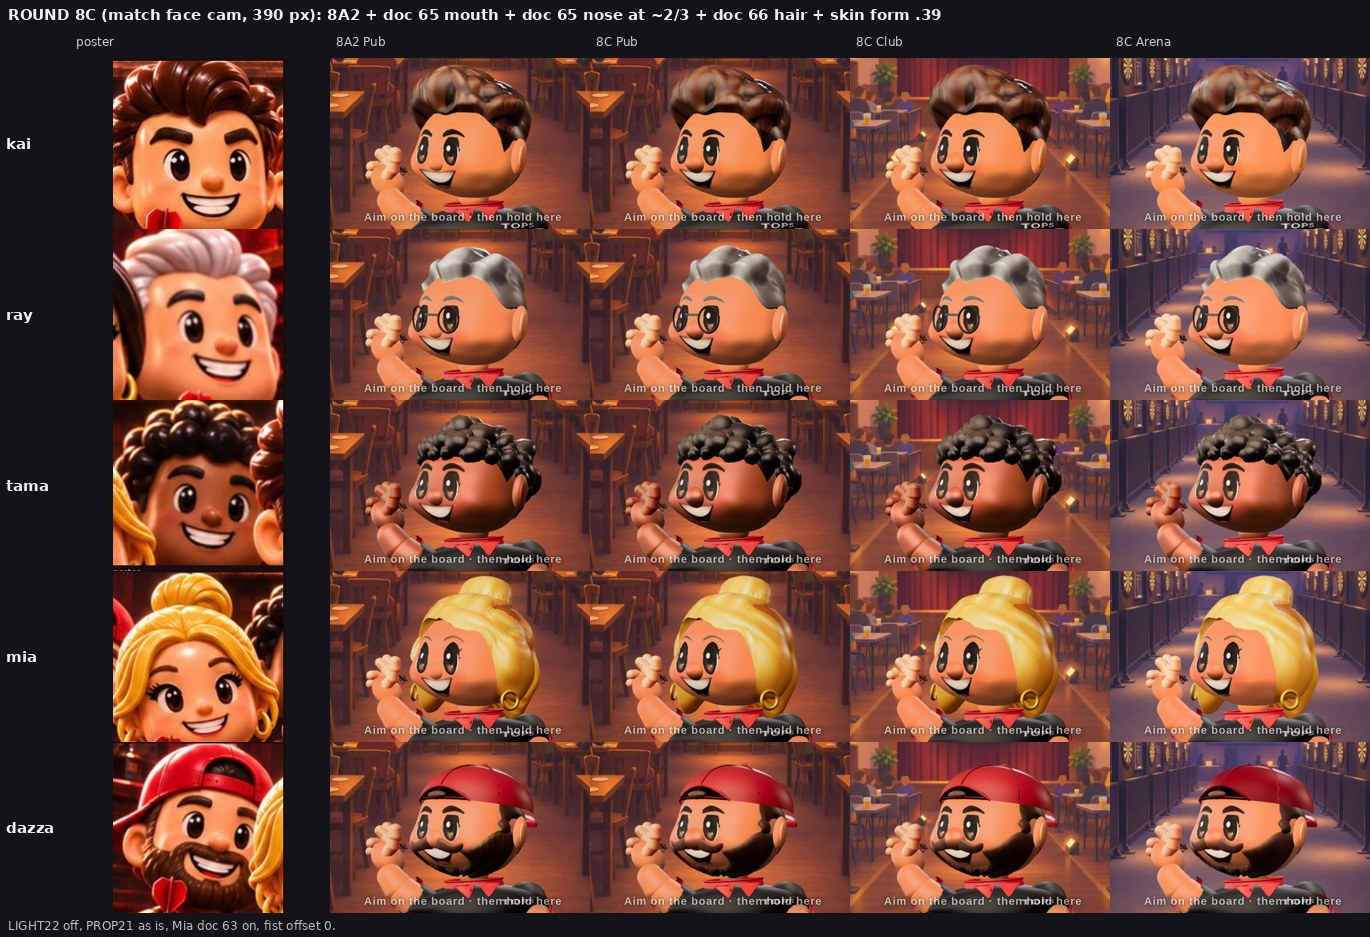 ROUND 8C (match face cam, 390 px): 8A2 + doc 65 mouth + doc 65 nose at ~2/3 + doc 66 hair + skin form .39
poster 8A2 Pub 8C Pub 8C Club 8C Arena
kai
Aim on the board · then hold here Aim on the board · then hold here Aim on the board · then hold here Aim on the board · then hold here
TOPS TOPS TOPS TOPS
ray
Aim on the board · then hold here Aim on the board · then hold here Aim on the board · then hold here Aim on the board · then hold here
tama
Aim on the board · then hold here Aim on the board · then hold here Aim on the board · then hold here Aim on the board · then hold here
mia
Aim on the board · then hold here Aim on the board · then hold here Aim on the board · then hold here Aim on the board · then hold here
dazza
Aim on the board · then hold here Aim on the board · then hold here Aim on the board · then hold here Aim on the board · then hold here
LIGHT22 off, PROP21 as is, Mia doc 63 on, fist offset 0.